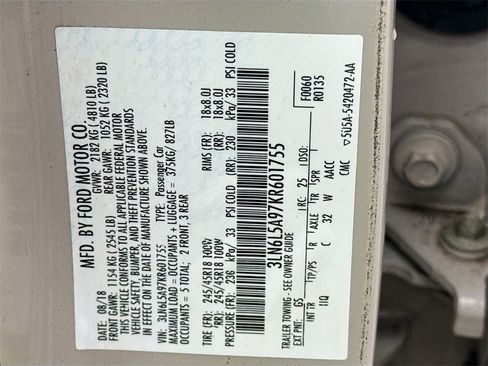 MFD. BY FORD MOTOR CO.
DATE: 08/18 GVWR: 2182 KG ( 4810 LB)
FRONT GAWR: 1154 KG ( 2545 LB) REAR GAWR: 1052 KG ( 2320 LB)
THIS VEHICLE CONFORMS TO ALL APPLICABLE FEDERAL MOTOR
VEHICLE SAFETY, BUMPER, AND THEFT PREVENTION STANDARDS
IN EFFECT ON THE DATE OF MANUFACTURE SHOWN ABOVE.
VIN: 3LN6L5A97KR601755 TYPE: Passenger Car
MAXIMUM LOAD = OCCUPANTS + LUGGAGE = 375KG/ 827LB
OCCUPANTS = 5 TOTAL: 2 FRONT, 3 REAR
TIRE (FR): 245/45R18 100V RIMS (FR): 18x8.0J
(RR): 245/45R18 100V (RR): 18x8.0J
PRESSURE (FR): 230 kPa/ 33 PSI COLD (RR): 230 kPa/ 33 PSI COLD
TRAILER TOWING - SEE OWNER GUIDE
3LN6L5A97KR601755
F0060
R0135
EXT PNT: GS RC: 25 DSO:
INT TR TP/PS R AXLE TR SPR
HQ C 32 W AACC
CMC 5U5A-5420472-AA